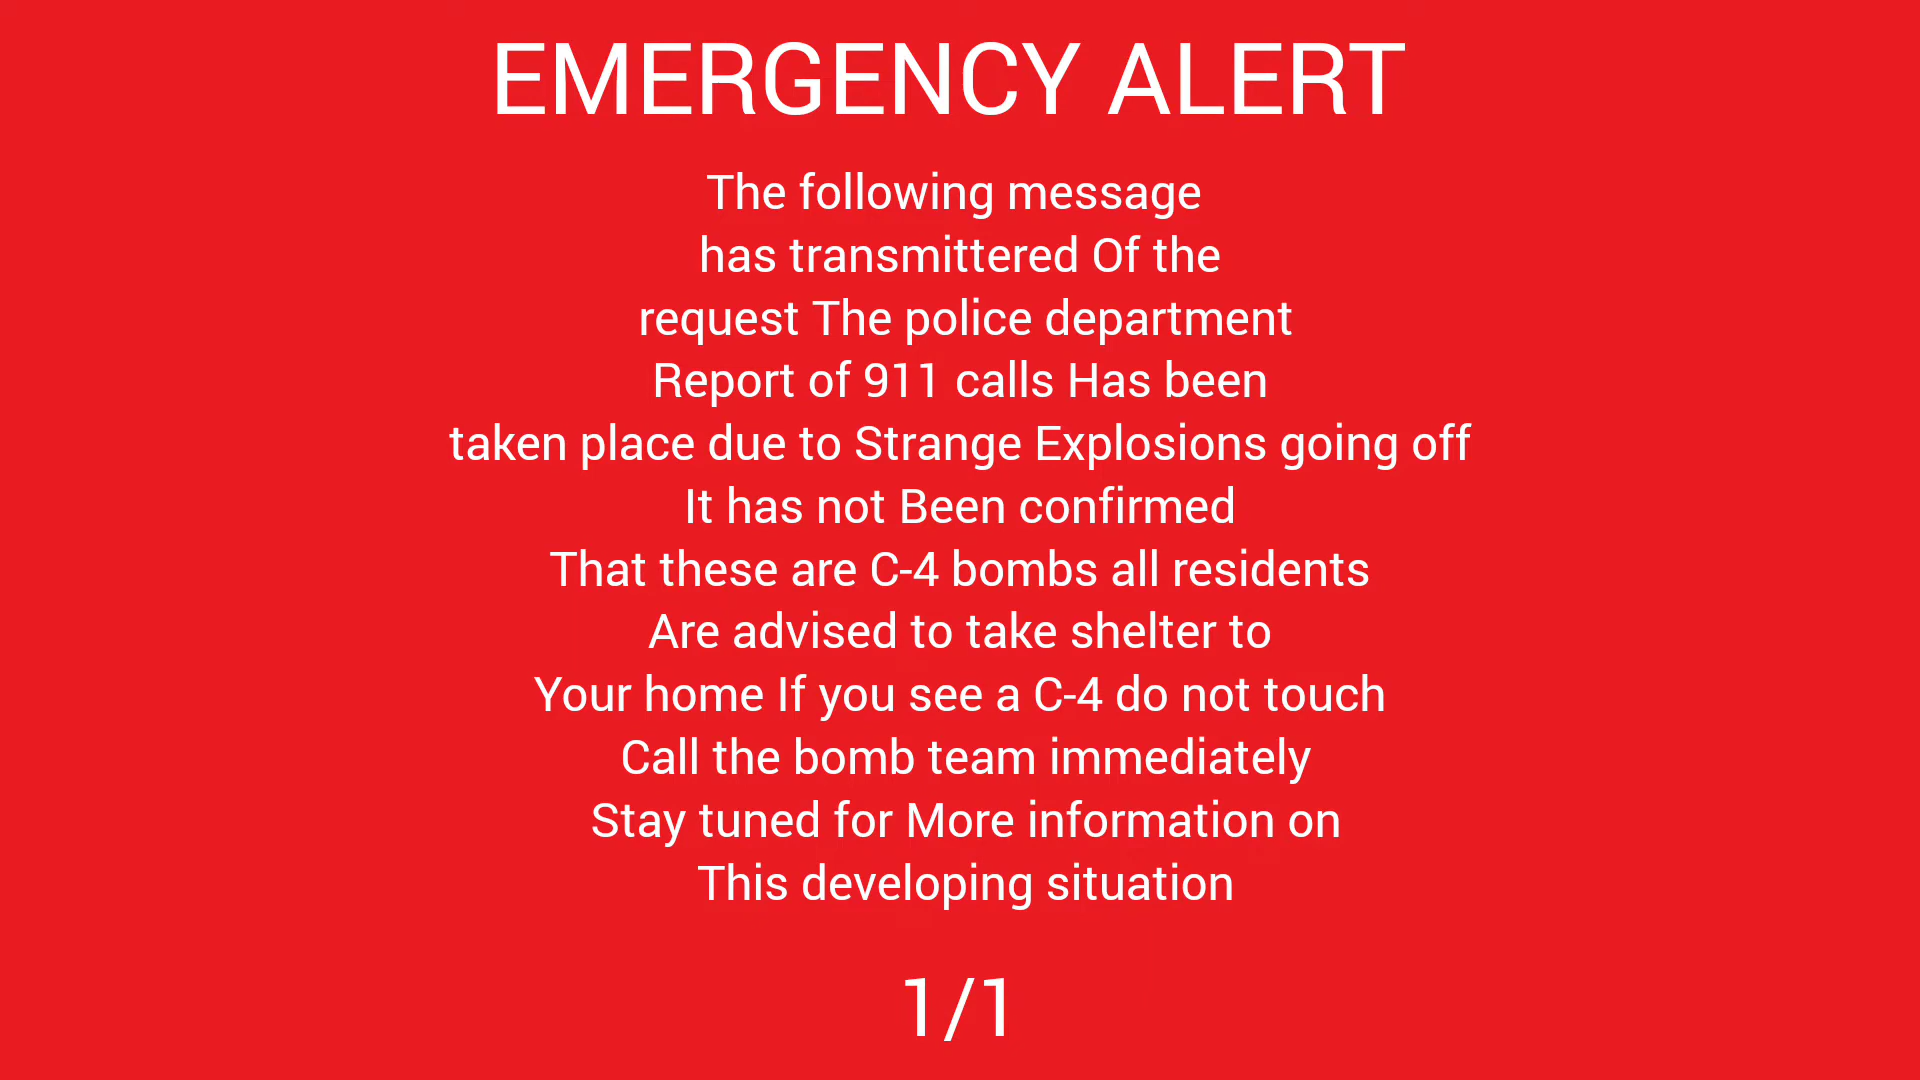 EMERGENCY ALERT
The following message
has transmittered Of the
request The police department
Report of 911 calls Has been
taken place due to Strange Explosions going off
It has not Been confirmed
That these are C-4 bombs all residents
Are advised to take shelter to
Your home If you see a C-4 do not touch
Call the bomb team immediately
Stay tuned for More information on
This developing situation
1/1